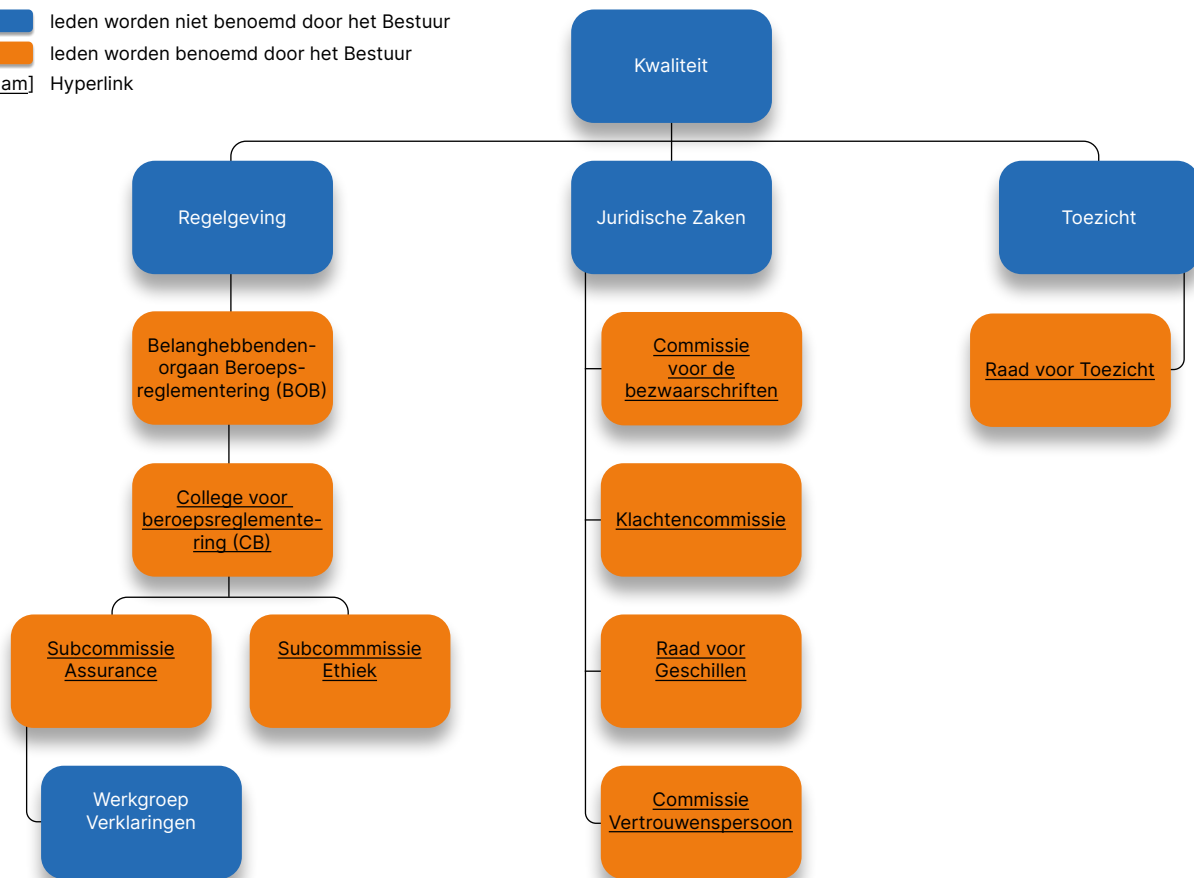 leden worden niet benoemd door het Bestuur
leden worden benoemd door het Bestuur
am] Hyperlink
Kwaliteit
Regelgeving
Juridische Zaken
Toezicht
Belanghebbenden-
orgaan Beroeps-
reglementering (BOB)
Commissie
voor de
bezwaarschriften
Raad voor Toezicht
College voor
beroepsreglemente-
ring (CB)
Klachtencommissie
Subcommissie
Assurance
Subcommmissie
Ethiek
Raad voor
Geschillen
Werkgroep
Verklaringen
Commissie
Vertrouwenspersoon